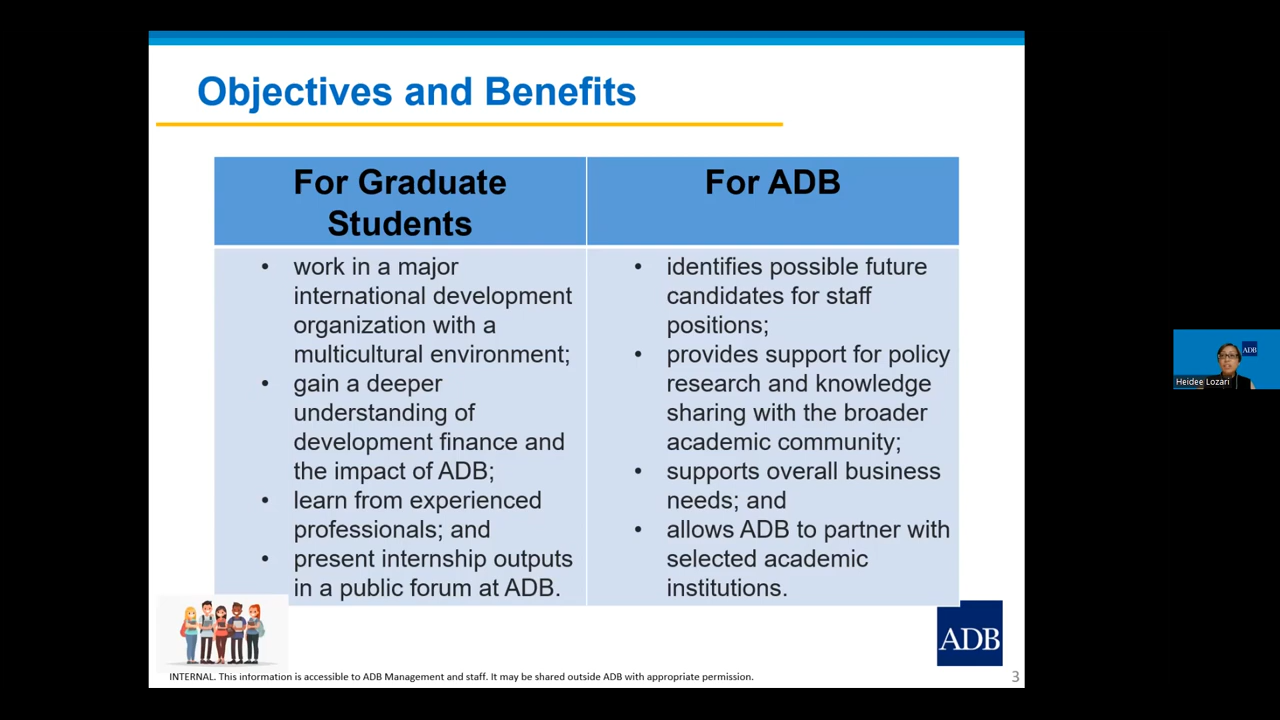 Objectives and Benefits
For Graduate
Students
• work in a major
international development
organization with a
multicultural environment;
• gain a deeper
understanding of
development finance and
the impact of ADB;
• learn from experienced
professionals; and
• present internship outputs
in a public forum at ADB.
For ADB
• identifies possible future
candidates for staff
positions;
• provides support for policy
research and knowledge
sharing with the broader
academic community;
• supports overall business
needs; and
• allows ADB to partner with
selected academic
institutions.
ADB
INTERNAL. This information is accessible to ADB Management and staff. It may be shared outside ADB with appropriate permission.
3
ADB
Heidee Lozari